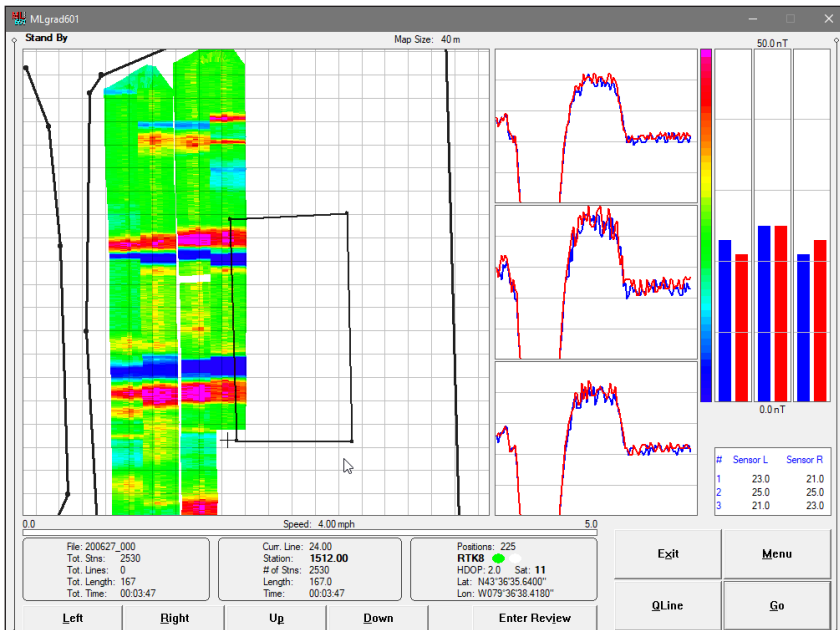 MLgrad601
Stand By
Map Size: 40 m
50.0 nT
0.0 nT
# Sensor L Sensor R
1 23.0 21.0
2 25.0 25.0
3 21.0 23.0
0.0 Speed: 4.00 mph 5.0
File: 200627_000
Tot. Stns: 2530
Tot. Lines: 0
Tot. Length: 167
Tot. Time: 00:03:47
Curr. Line: 24.00
Station: 1512.00
# of Stns: 2530
Length: 167.0
Time: 00:03:47
Positions: 225
RTK8
HDOP: 2.0 Sat: 11
Lat: N43°36'35.6400"
Lon: W079°36'38.4180"
Exit
Menu
QLine
Go
Left
Right
Up
Down
Enter Review